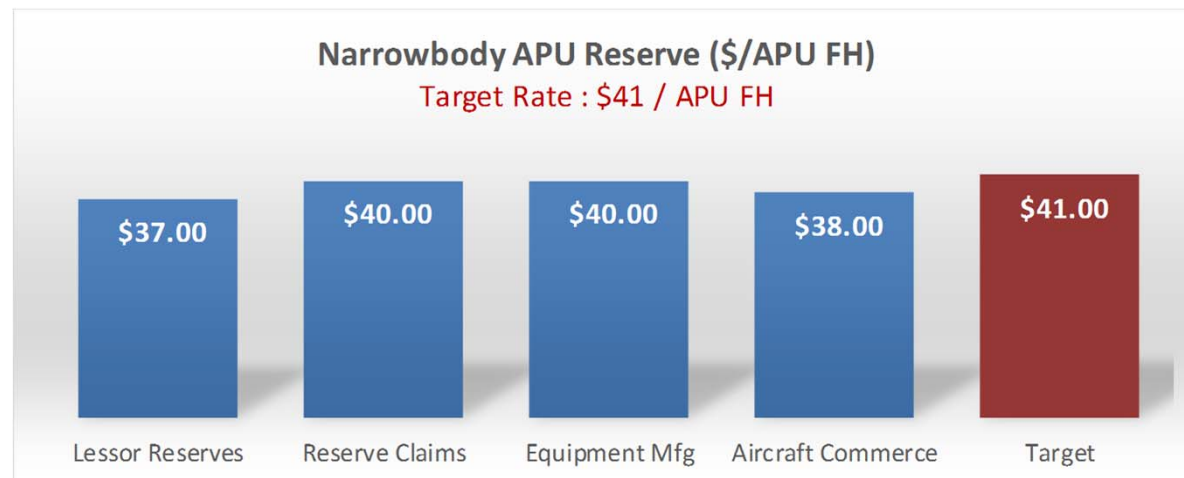 Narrowbody APU Reserve ($/APU FH)
Target Rate : $41 / APU FH
$37.00
$40.00
$40.00
$38.00
$41.00
Lessor Reserves
Reserve Claims
Equipment Mfg
Aircraft Commerce
Target